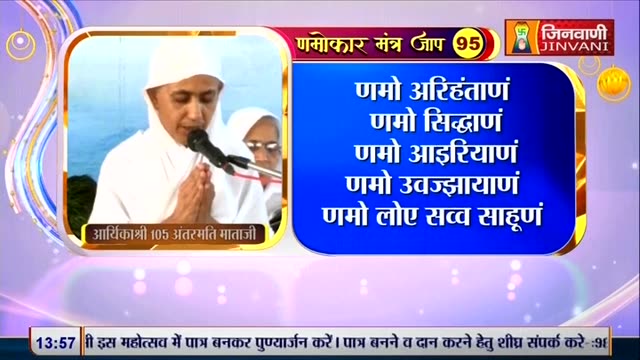 णमोकार मंत्र जाप 95
जिनवाणी
JINVANI
णमो अरिहंताणं
णमो सिद्धाणं
णमो आइरियाणं
णमो उवज्झायाणं
णमो लोए सव्व साहूणं
आर्यिकाश्री 105 अंतरमति माताजी
13:57 इस महोत्सव में पात्र बनकर पुण्यार्जन करें। पात्र बनने व दान करने हेतु शीघ्र संपर्क करे-